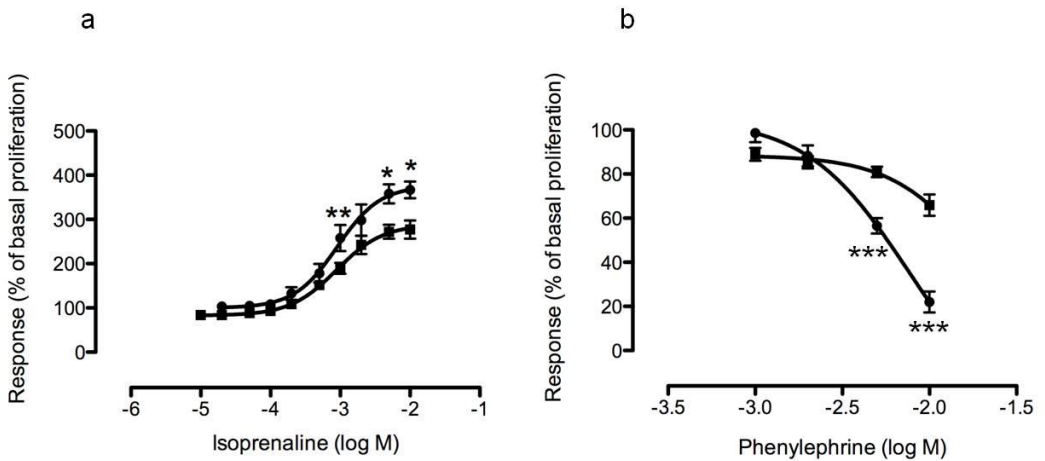 a
Response (% of basal proliferation)
500
400
300
200
100
0
**
*
*
-6 -5 -4 -3 -2 -1
Isoprenaline (log M)
b
Response (% of basal proliferation)
100
80
60
40
20
0
***
***
-3.5 -3.0 -2.5 -2.0 -1.5
Phenylephrine (log M)